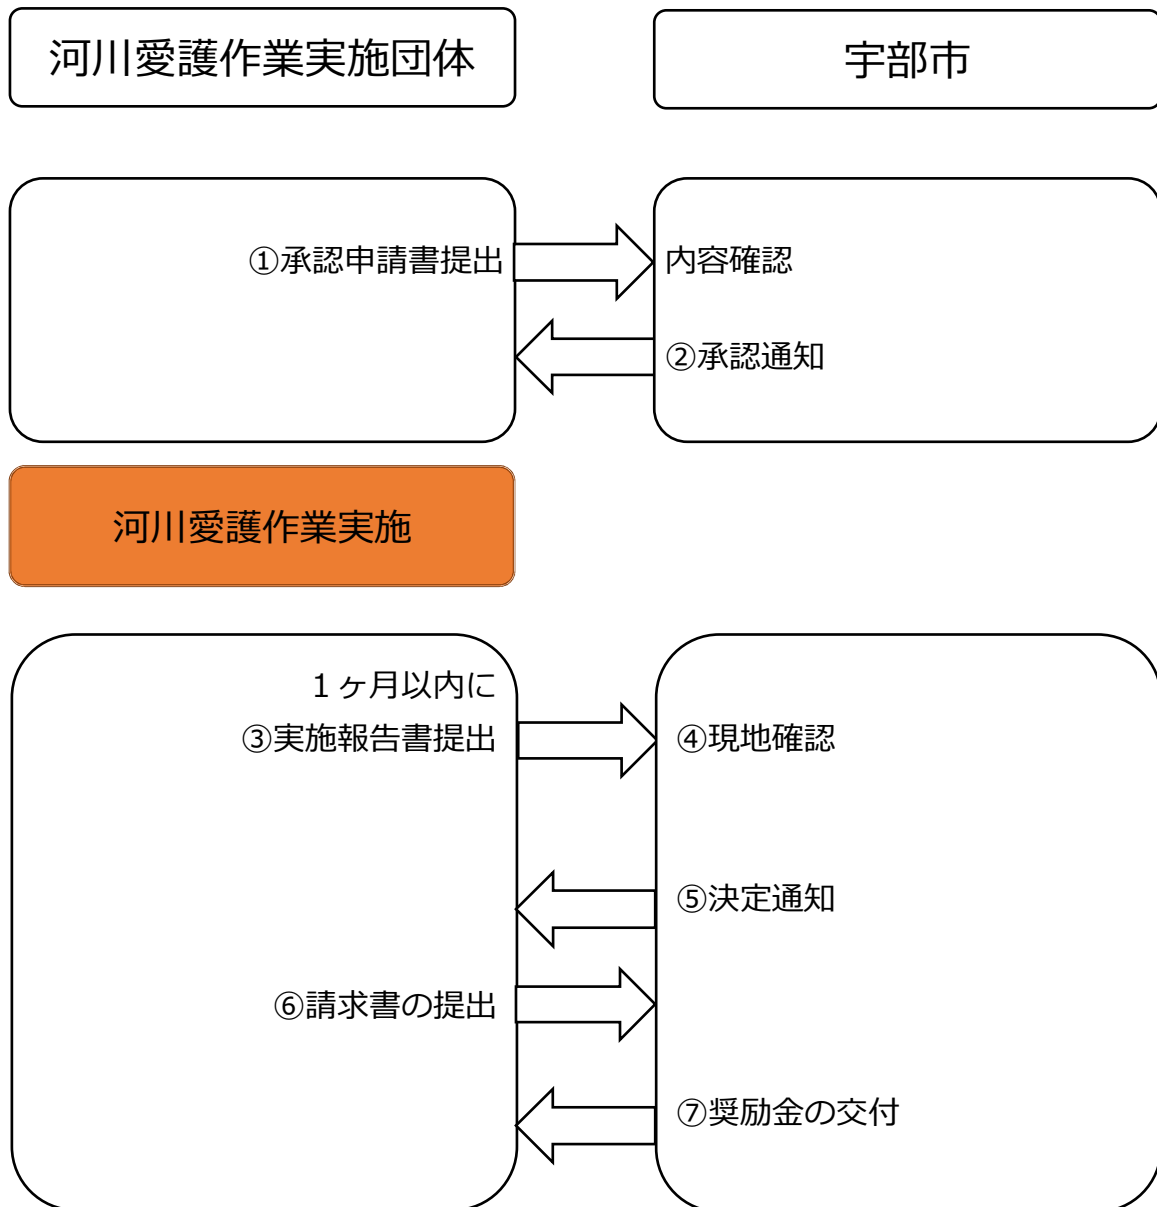 河川愛護作業実施団体
宇部市
①承認申請書提出
内容確認
②承認通知
河川愛護作業実施
１ヶ月以内に
③実施報告書提出
④現地確認
⑤決定通知
⑥請求書の提出
⑦奨励金の交付